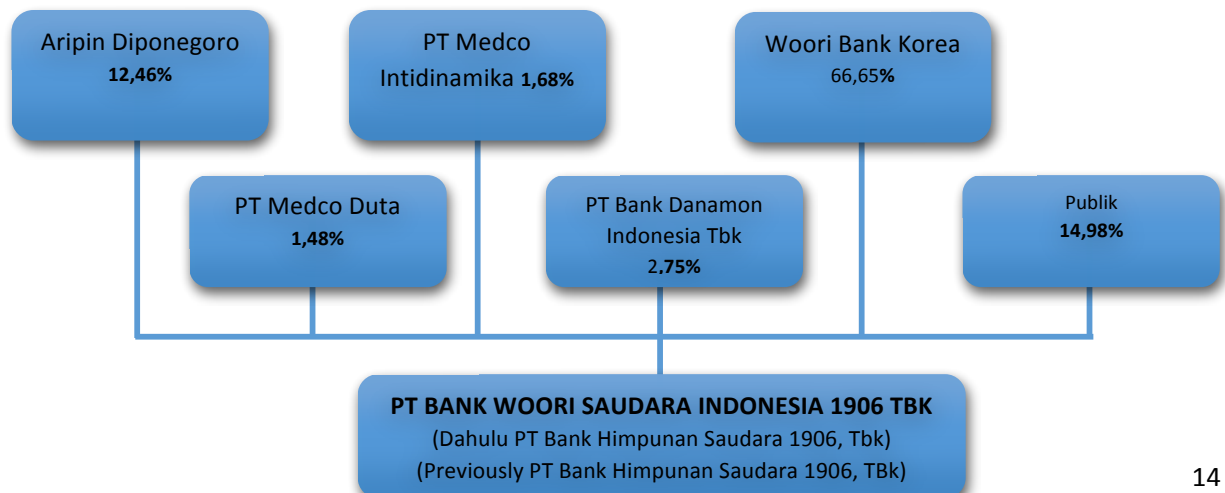 Aripin Diponegoro
12,46%
PT Medco
Intidinamika 1,68%
Woori Bank Korea
66,65%
PT Medco Duta
1,48%
PT Bank Danamon
Indonesia Tbk
2,75%
Publik
14,98%
PT BANK WOORI SAUDARA INDONESIA 1906 TBK
(Dahulu PT Bank Himpunan Saudara 1906, Tbk)
(Previously PT Bank Himpunan Saudara 1906, TBk)
14